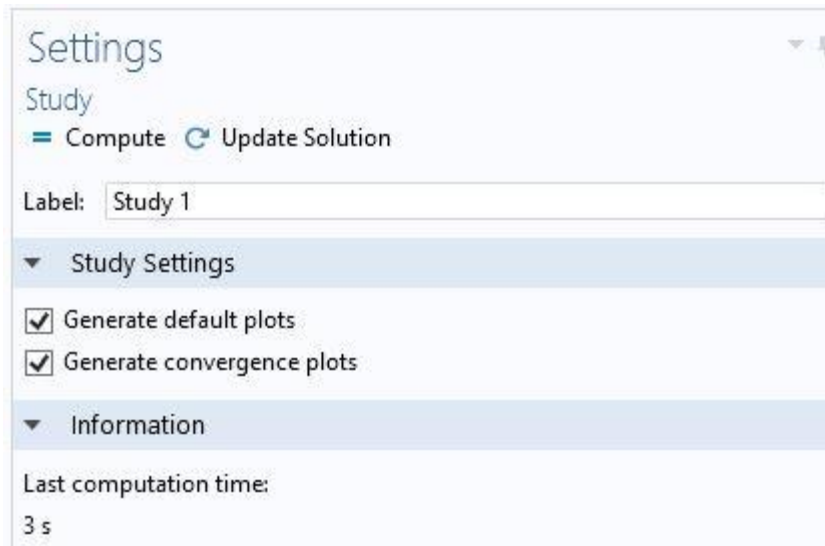 Settings
Study
= Compute Update Solution
Label: Study 1
Study Settings
Generate default plots
Generate convergence plots
Information
Last computation time:
3 s